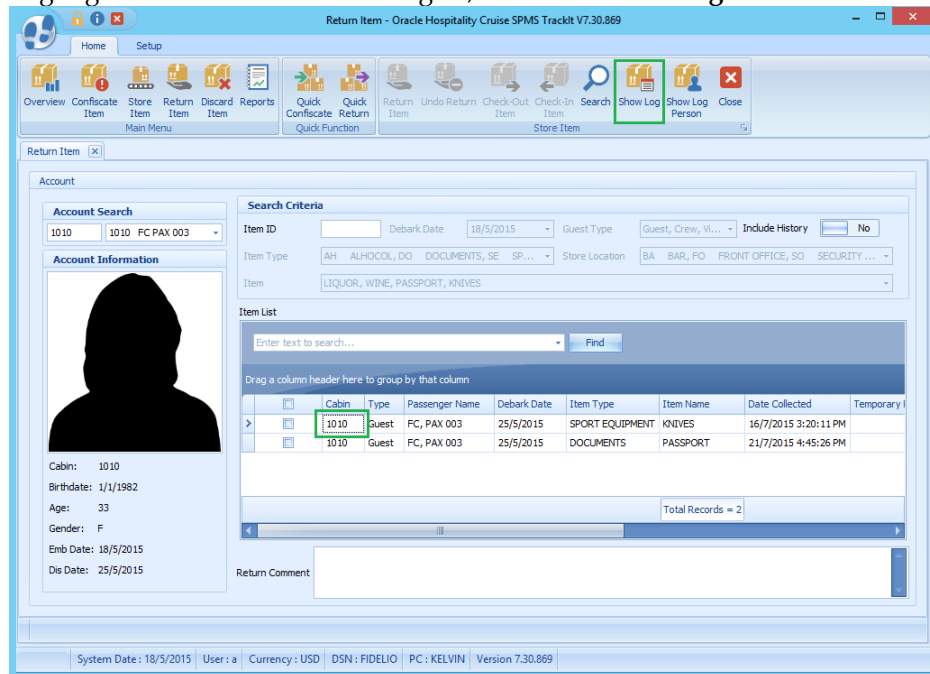 Return Item - Oracle Hospitality Cruise SPMS TrackIt V7.30.869
Home Setup
Overview Confiscate Item Store Item Return Item Discard Item Reports Quick Confiscate Quick Return Return Item Undo Return Check-Out Item Check-In Item Search Show Log Show Log Person Close
Main Menu Quick Function Store Item
Return Item
Account
Account Search Search Criteria
1010 1010 FC PAX 003 Item ID Debark Date 18/5/2015 Guest Type Guest, Crew, Vi... Include History No
Account Information Item Type AH ALHOCOL, DO DOCUMENTS, SE SP... Store Location BA BAR, FO FRONT OFFICE, SO SECURITY ...
Item LIQUOR, WINE, PASSPORT, KNIVES
Item List
Enter text to search... Find
Drag a column header here to group by that column
Cabin Type Passenger Name Debark Date Item Type Item Name Date Collected Temporary
1010 Guest FC, PAX 003 25/5/2015 SPORT EQUIPMENT KNIVES 16/7/2015 3:20:11 PM
1010 Guest FC, PAX 003 25/5/2015 DOCUMENTS PASSPORT 21/7/2015 4:45:26 PM
Cabin: 1010
Birthdate: 1/1/1982
Age: 33 Total Records = 2
Gender: F
Emb Date: 18/5/2015
Dis Date: 25/5/2015 Return Comment
System Date : 18/5/2015 User : a Currency : USD DSN : FIDELIO PC : KELVIN Version 7.30.869